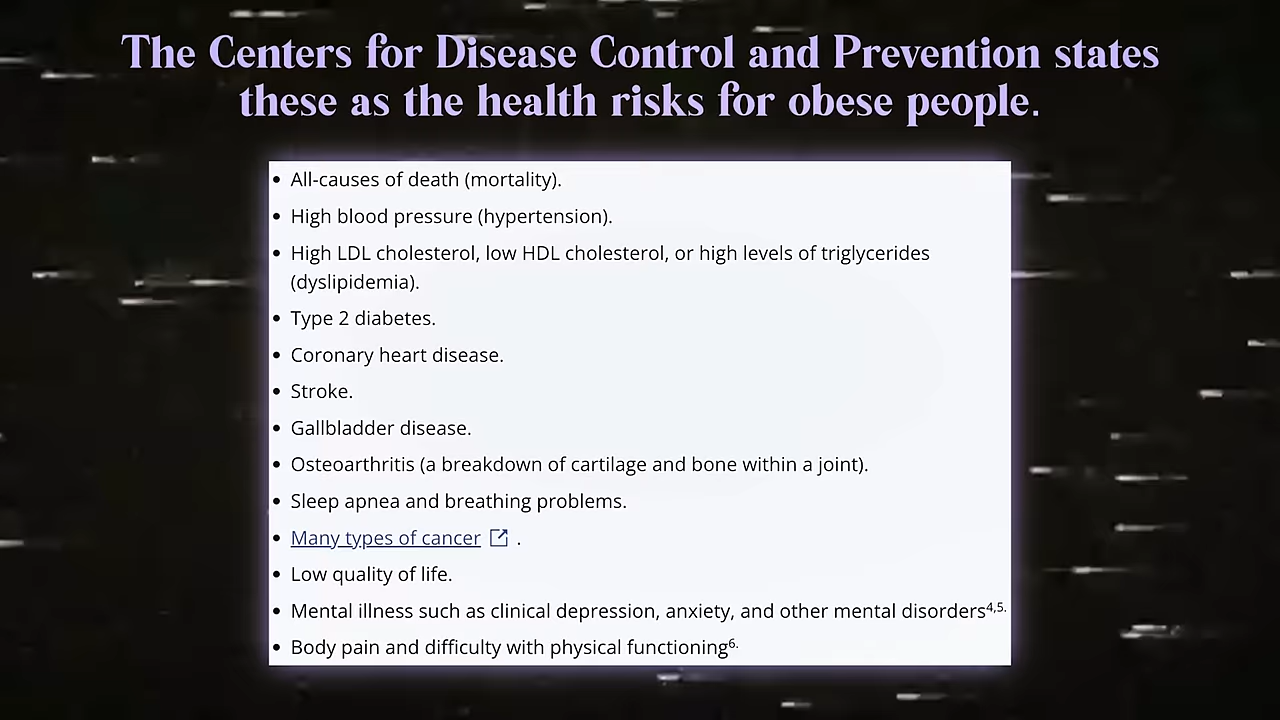 The Centers for Disease Control and Prevention states
these as the health risks for obese people.
• All-causes of death (mortality).
• High blood pressure (hypertension).
• High LDL cholesterol, low HDL cholesterol, or high levels of triglycerides
(dyslipidemia).
• Type 2 diabetes.
• Coronary heart disease.
• Stroke.
• Gallbladder disease.
• Osteoarthritis (a breakdown of cartilage and bone within a joint).
• Sleep apnea and breathing problems.
• Many types of cancer .
• Low quality of life.
• Mental illness such as clinical depression, anxiety, and other mental disorders4,5.
• Body pain and difficulty with physical functioning6.